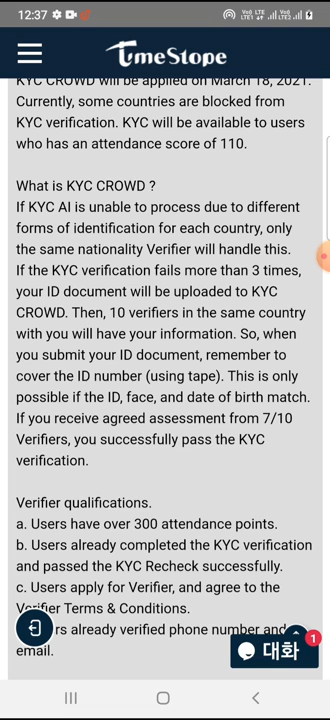 12:37
TimeStope
KYC CROWD will be applied on March 18, 2021.
Currently, some countries are blocked from
KYC verification. KYC will be available to users
who has an attendance score of 110.
What is KYC CROWD ?
If KYC AI is unable to process due to different
forms of identification for each country, only
the same nationality Verifier will handle this.
If the KYC verification fails more than 3 times,
your ID document will be uploaded to KYC
CROWD. Then, 10 verifiers in the same country
with you will have your information. So, when
you submit your ID document, remember to
cover the ID number (using tape). This is only
possible if the ID, face, and date of birth match.
If you receive agreed assessment from 7/10
Verifiers, you successfully pass the KYC
verification.
Verifier qualifications.
a. Users have over 300 attendance points.
b. Users already completed the KYC verification
and passed the KYC Recheck successfully.
c. Users apply for Verifier, and agree to the
Verifier Terms & Conditions.
rs already verified phone number and
email.
대화
1